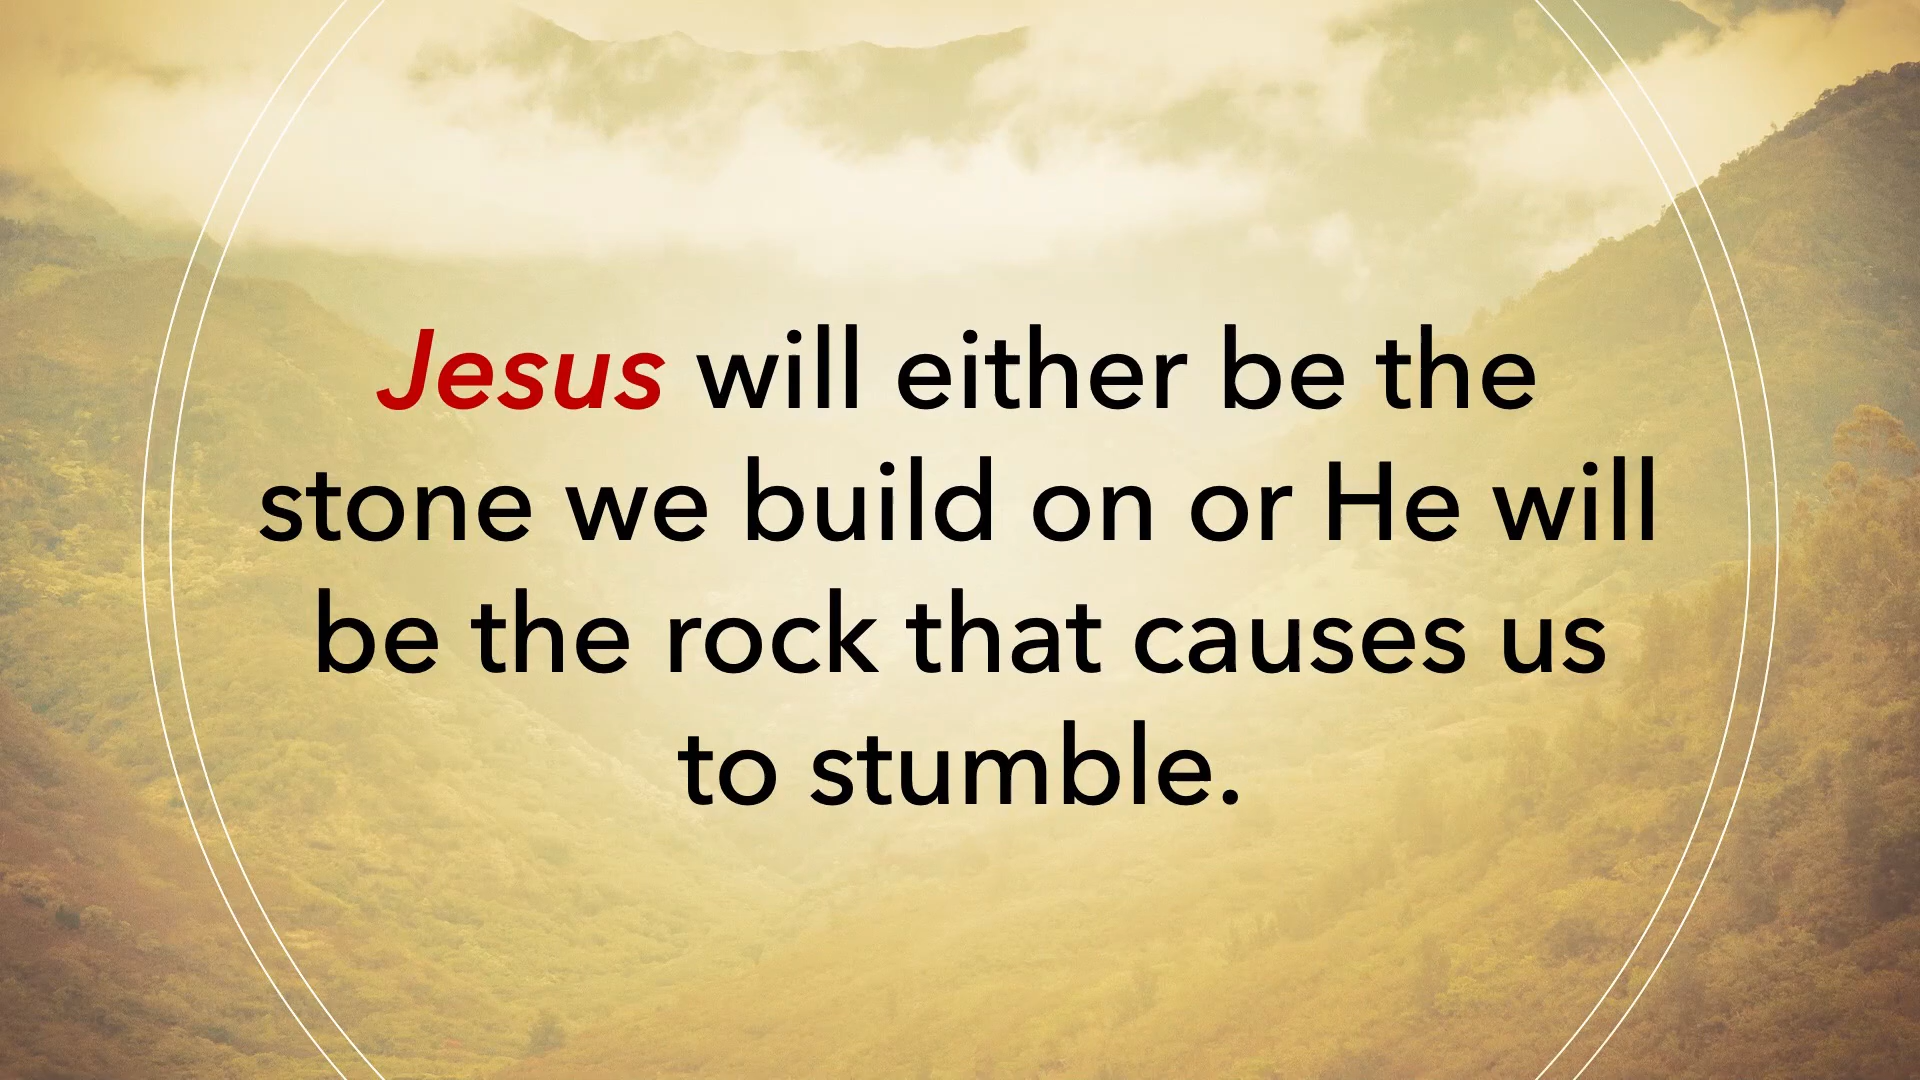 Jesus will either be the
stone we build on or He will
be the rock that causes us
to stumble.